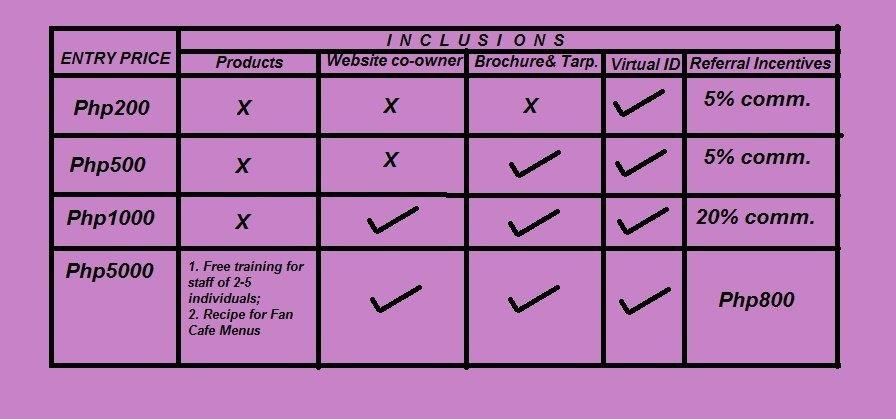 I N C L U S I O N S
ENTRY PRICE Products Website co-owner Brochure& Tarp. Virtual ID Referral Incentives
Php200 X X X ✓ 5% comm.
Php500 X X ✓ ✓ 5% comm.
Php1000 X ✓ ✓ ✓ 20% comm.
Php5000
1. Free training for
staff of 2-5
individuals;
2. Recipe for Fan
Cafe Menus
✓ ✓ ✓ Php800